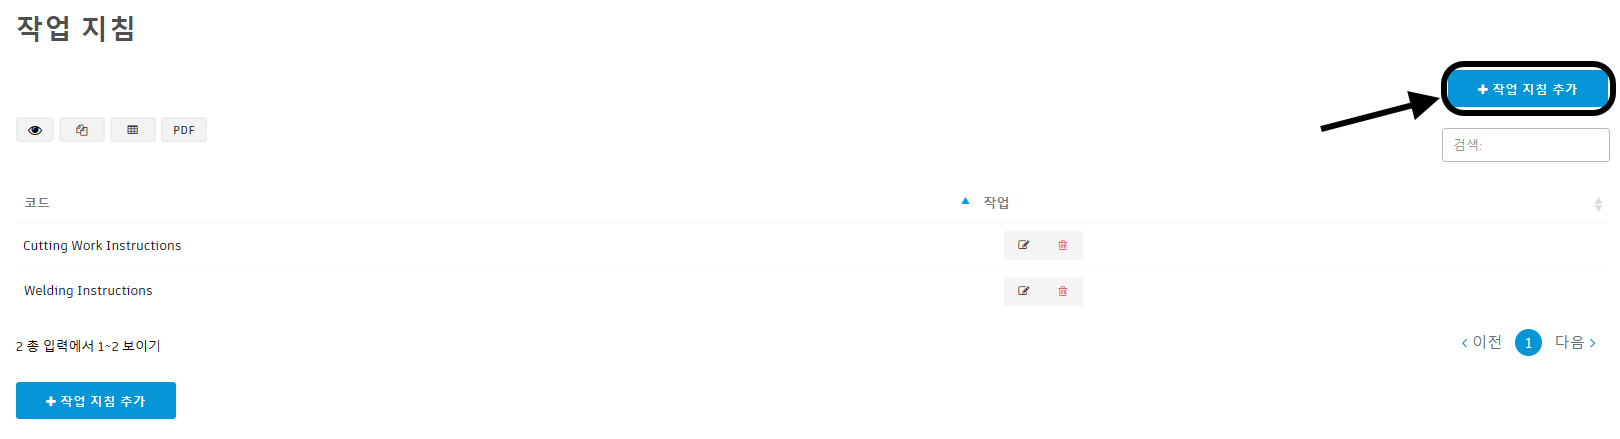 작업 지침
+ 작업 지침 추가
PDF
검색:
코드 작업
Cutting Work Instructions
Welding Instructions
2 총 입력에서 1~2 보이기
이전 1 다음
+ 작업 지침 추가